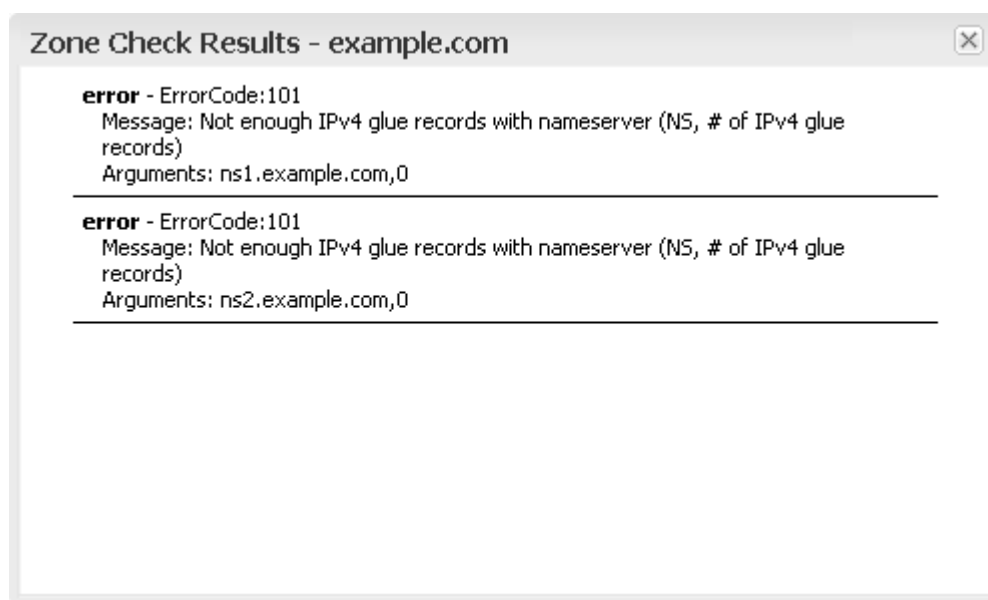 Zone Check Results - example.com
error - ErrorCode:101
Message: Not enough IPv4 glue records with nameserver (NS, # of IPv4 glue
records)
Arguments: ns1.example.com,0
error - ErrorCode:101
Message: Not enough IPv4 glue records with nameserver (NS, # of IPv4 glue
records)
Arguments: ns2.example.com,0